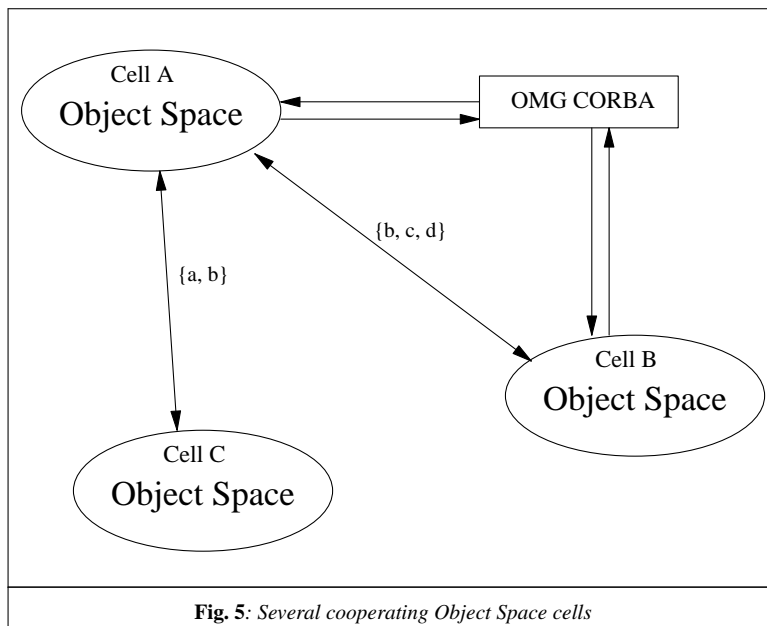 Cell A
Object Space
OMG CORBA
{b, c, d}
{a, b}
Cell B
Object Space
Cell C
Object Space
Fig. 5: Several cooperating Object Space cells